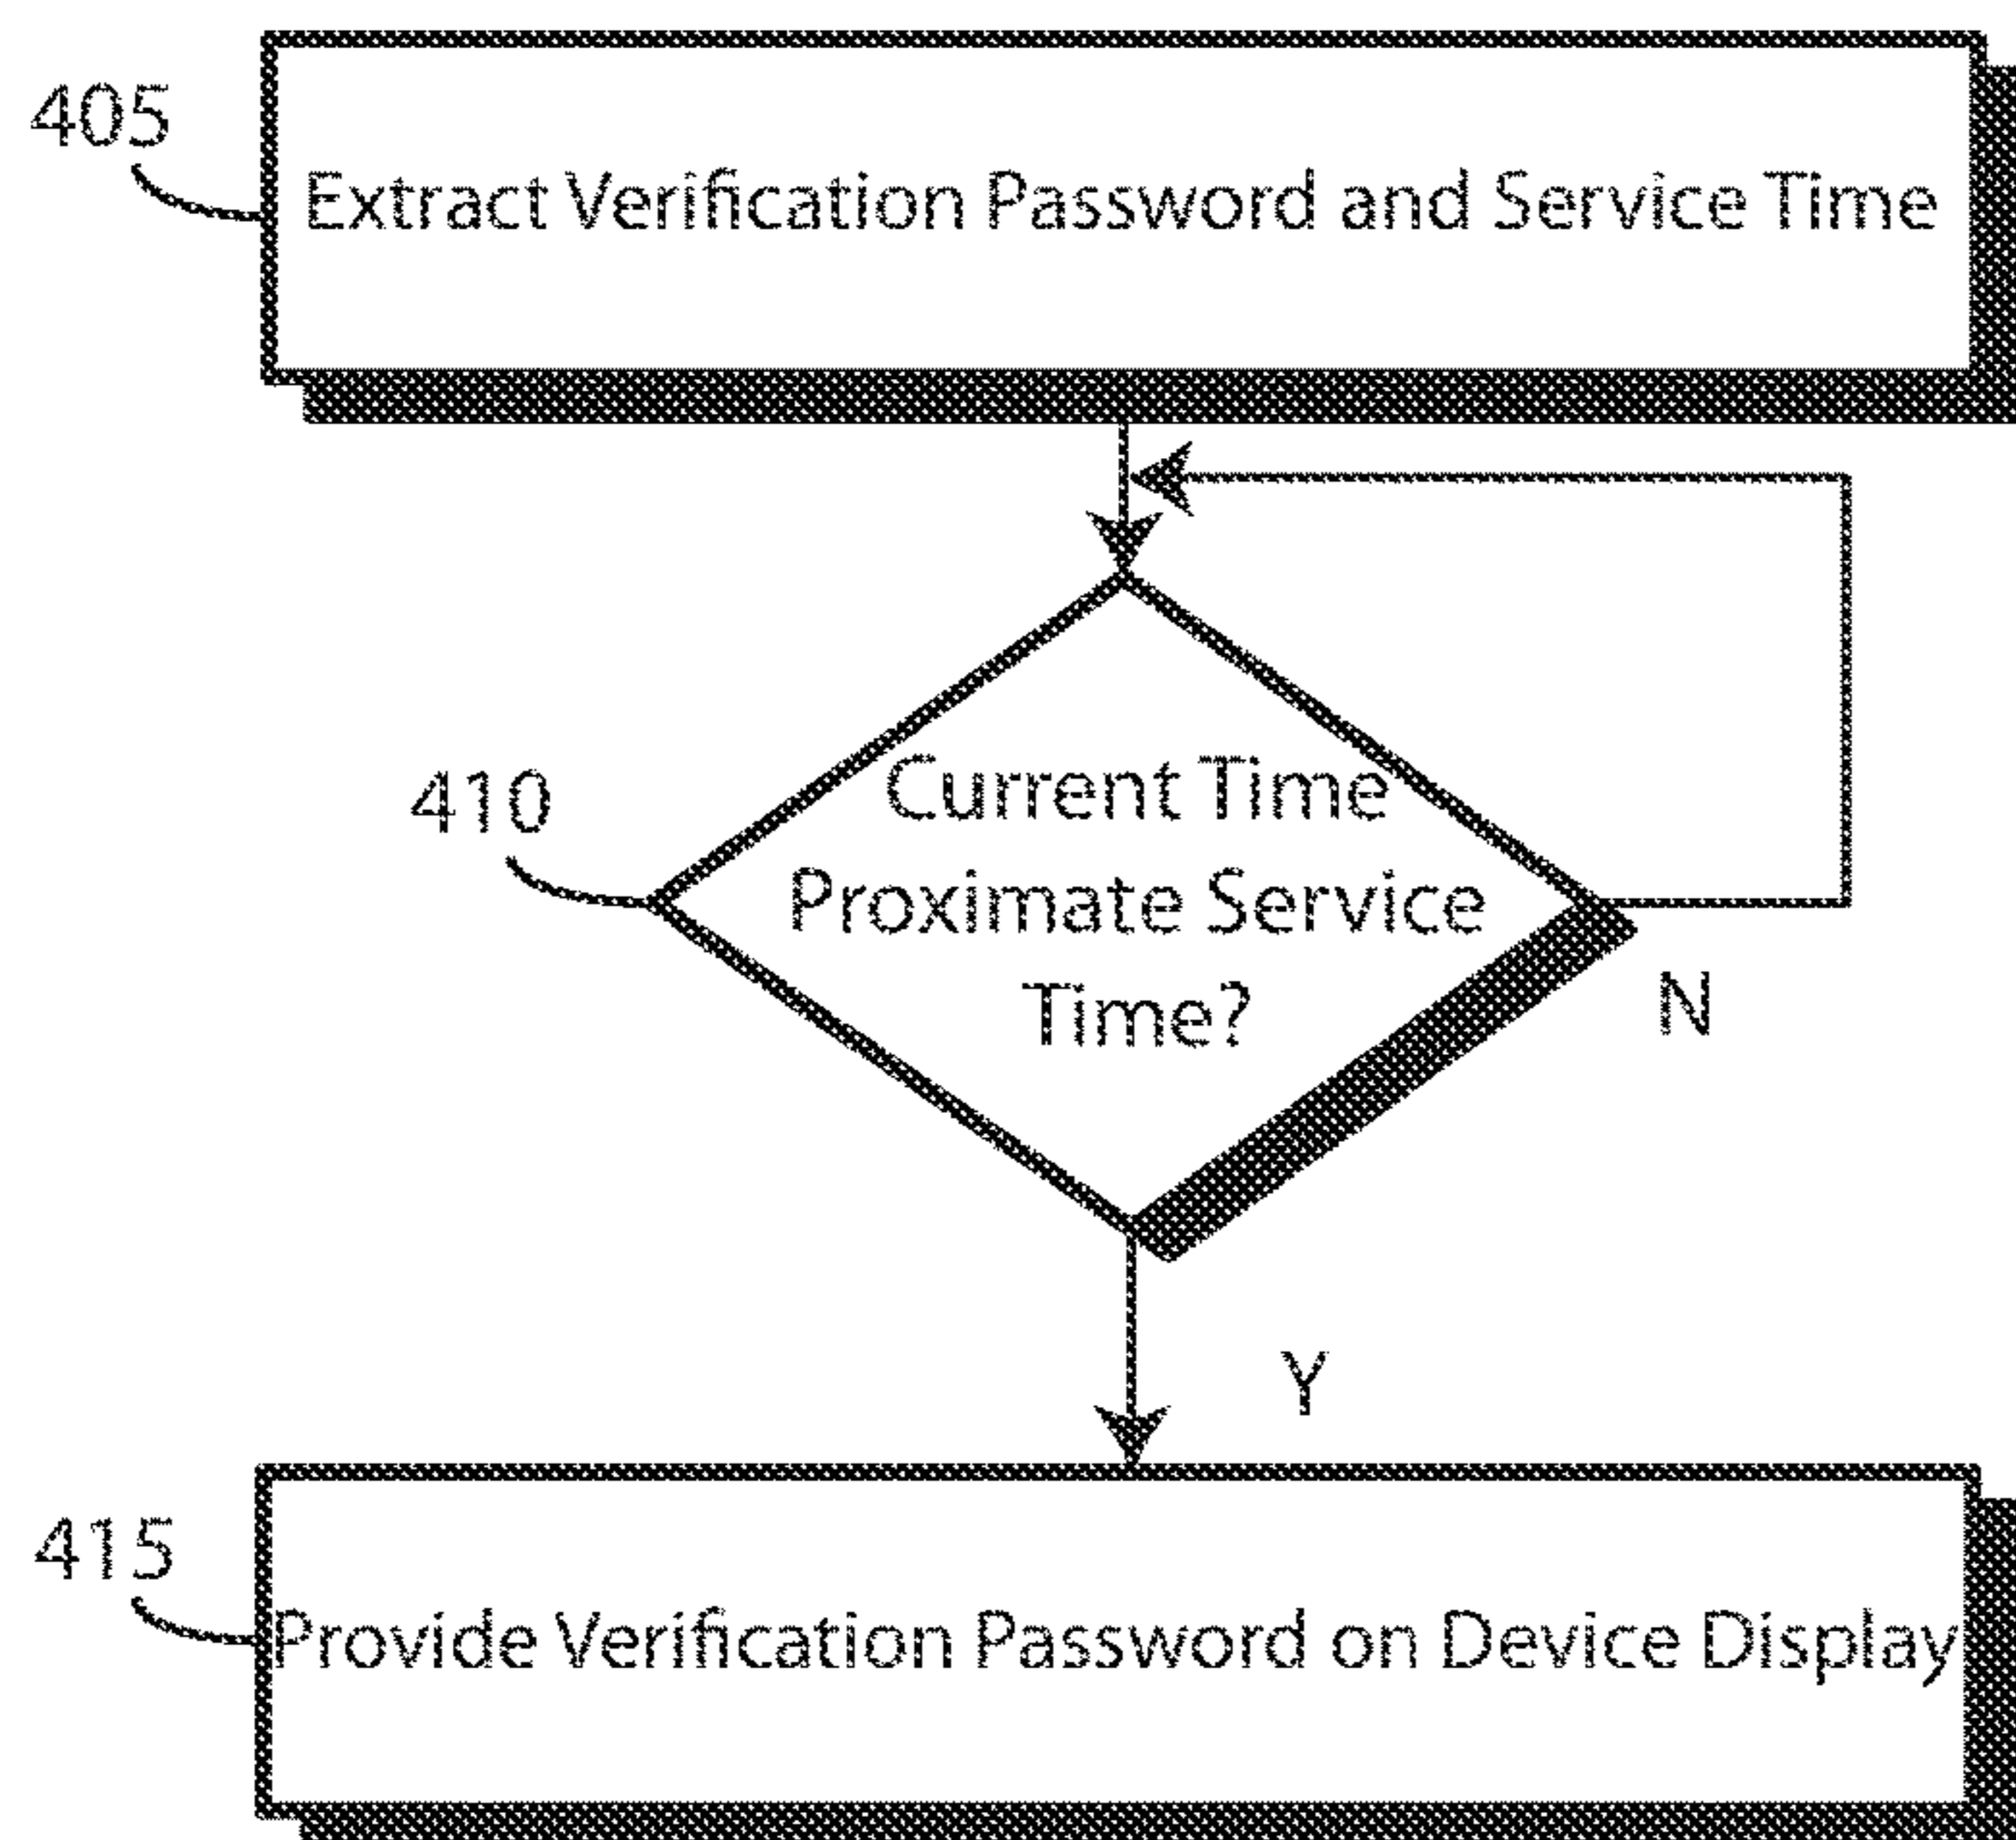 405
Extract Verification Password and Service Time
410
Current Time
Proximate Service
Time?
N
Y
415
Provide Verification Password on Device Display